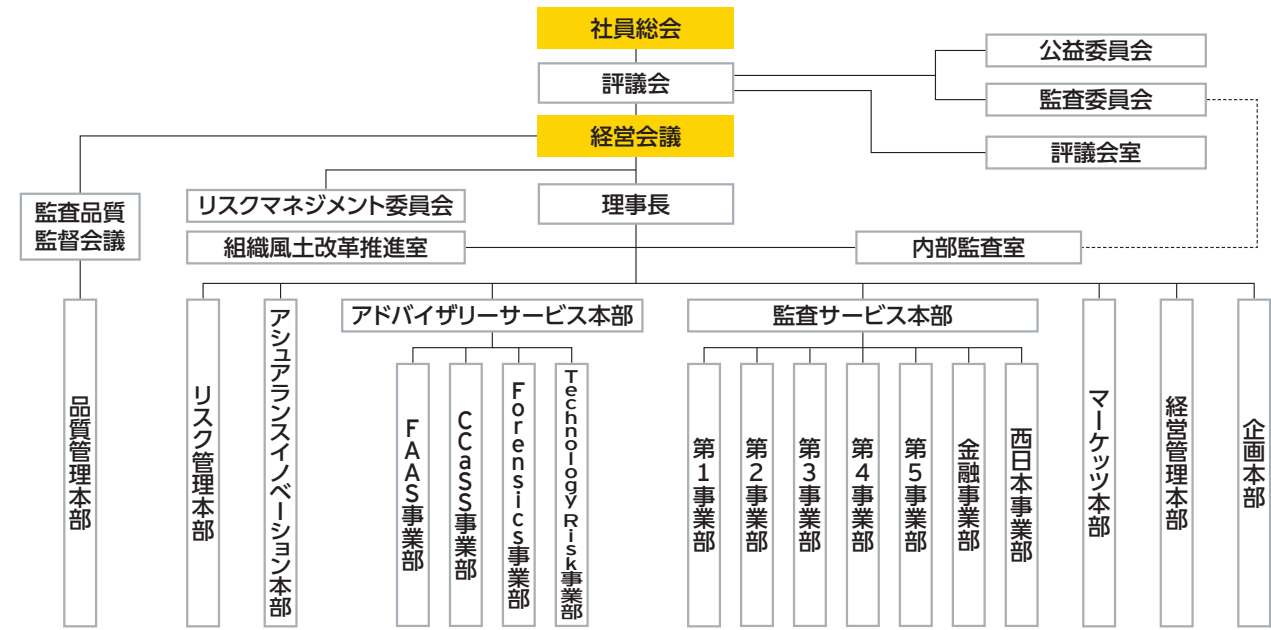 社員総会
評議会
公益委員会
監査委員会
経営会議
評議会室
リスクマネジメント委員会
理事長
監査品質
監督会議
組織風土改革推進室
内部監査室
品質管理本部
リスク管理本部
アシュアランスイノベーション本部
アドバイザリーサービス本部
FAAS事業部
CCaSS事業部
Forensics事業部
Technology Risk事業部
監査サービス本部
第1事業部
第2事業部
第3事業部
第4事業部
第5事業部
金融事業部
西日本事業部
マーケッツ本部
経営管理本部
企画本部